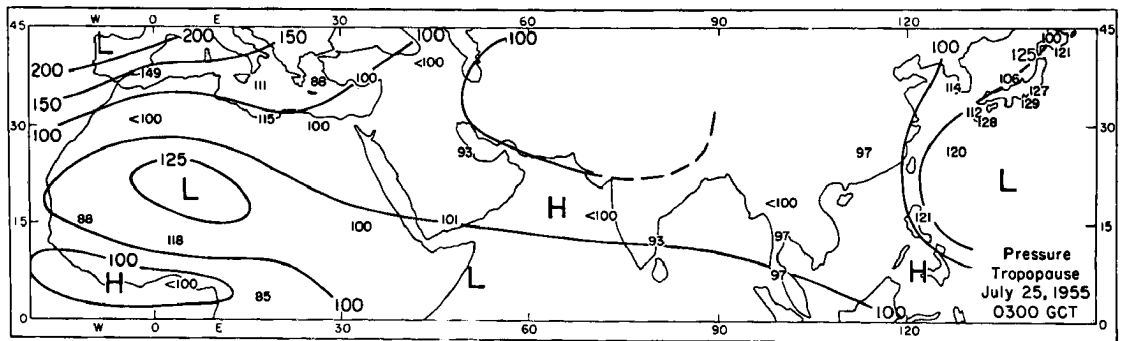 W O E 30 60 90 120
45 L 200 150 100 100 100 100 45
200 <100 <100 125 121
149 111 88 100 114 106
150 127
115 100 112 129
100 <100 128
30 30
93 97 120
125
L L
H <100 <100
88 101 121
15 100 15
118 93 97
100 H Pressure
H <100 L 97 Tropopause
85 July 25, 1955
100 100 0300 GCT
0 0
W O E 30 60 90 120